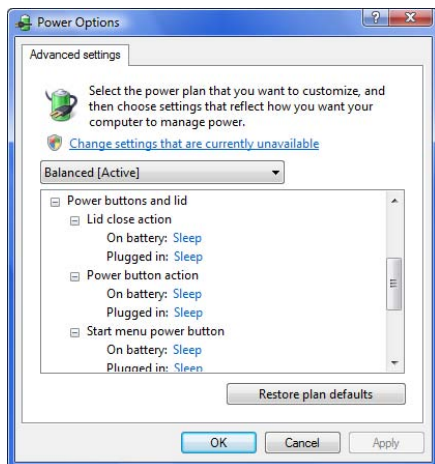 Power Options
Advanced settings
Select the power plan that you want to customize, and
then choose settings that reflect how you want your
computer to manage power.
Change settings that are currently unavailable
Balanced [Active]
Power buttons and lid
Lid close action
On battery: Sleep
Plugged in: Sleep
Power button action
On battery: Sleep
Plugged in: Sleep
Start menu power button
On battery: Sleep
Plugged in: Sleep
Restore plan defaults
OK
Cancel
Apply